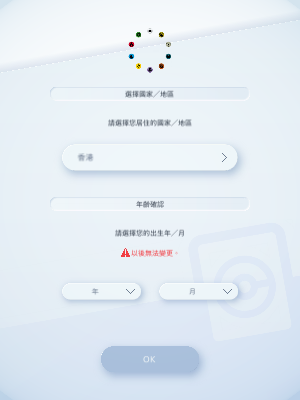 選擇國家／地區
請選擇您居住的國家／地區
香港
年齡確認
請選擇您的出生年／月
以後無法變更。
年
月
OK